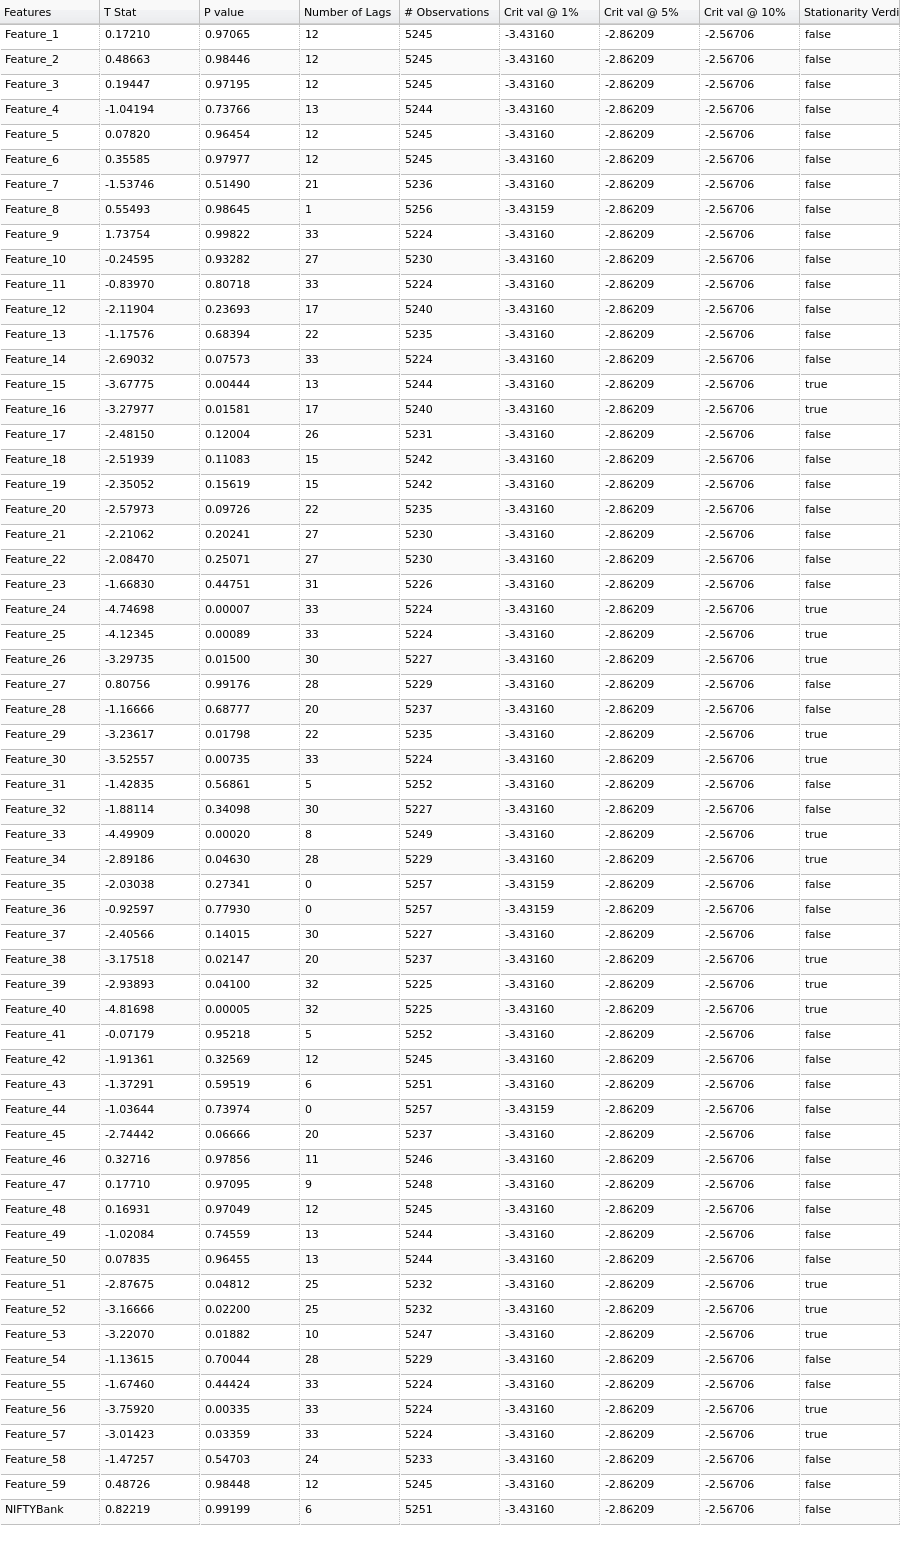 Features T Stat P value Number of Lags # Observations Crit val @ 1% Crit val @ 5% Crit val @ 10% Stationarity Verdi
Feature_1 0.17210 0.97065 12 5245 -3.43160 -2.86209 -2.56706 false
Feature_2 0.48663 0.98446 12 5245 -3.43160 -2.86209 -2.56706 false
Feature_3 0.19447 0.97195 12 5245 -3.43160 -2.86209 -2.56706 false
Feature_4 -1.04194 0.73766 13 5244 -3.43160 -2.86209 -2.56706 false
Feature_5 0.07820 0.96454 12 5245 -3.43160 -2.86209 -2.56706 false
Feature_6 0.35585 0.97977 12 5245 -3.43160 -2.86209 -2.56706 false
Feature_7 -1.53746 0.51490 21 5236 -3.43160 -2.86209 -2.56706 false
Feature_8 0.55493 0.98645 1 5256 -3.43159 -2.86209 -2.56706 false
Feature_9 1.73754 0.99822 33 5224 -3.43160 -2.86209 -2.56706 false
Feature_10 -0.24595 0.93282 27 5230 -3.43160 -2.86209 -2.56706 false
Feature_11 -0.83970 0.80718 33 5224 -3.43160 -2.86209 -2.56706 false
Feature_12 -2.11904 0.23693 17 5240 -3.43160 -2.86209 -2.56706 false
Feature_13 -1.17576 0.68394 22 5235 -3.43160 -2.86209 -2.56706 false
Feature_14 -2.69032 0.07573 33 5224 -3.43160 -2.86209 -2.56706 false
Feature_15 -3.67775 0.00444 13 5244 -3.43160 -2.86209 -2.56706 true
Feature_16 -3.27977 0.01581 17 5240 -3.43160 -2.86209 -2.56706 true
Feature_17 -2.48150 0.12004 26 5231 -3.43160 -2.86209 -2.56706 false
Feature_18 -2.51939 0.11083 15 5242 -3.43160 -2.86209 -2.56706 false
Feature_19 -2.35052 0.15619 15 5242 -3.43160 -2.86209 -2.56706 false
Feature_20 -2.57973 0.09726 22 5235 -3.43160 -2.86209 -2.56706 false
Feature_21 -2.21062 0.20241 27 5230 -3.43160 -2.86209 -2.56706 false
Feature_22 -2.08470 0.25071 27 5230 -3.43160 -2.86209 -2.56706 false
Feature_23 -1.66830 0.44751 31 5226 -3.43160 -2.86209 -2.56706 false
Feature_24 -4.74698 0.00007 33 5224 -3.43160 -2.86209 -2.56706 true
Feature_25 -4.12345 0.00089 33 5224 -3.43160 -2.86209 -2.56706 true
Feature_26 -3.29735 0.01500 30 5227 -3.43160 -2.86209 -2.56706 true
Feature_27 0.80756 0.99176 28 5229 -3.43160 -2.86209 -2.56706 false
Feature_28 -1.16666 0.68777 20 5237 -3.43160 -2.86209 -2.56706 false
Feature_29 -3.23617 0.01798 22 5235 -3.43160 -2.86209 -2.56706 true
Feature_30 -3.52557 0.00735 33 5224 -3.43160 -2.86209 -2.56706 true
Feature_31 -1.42835 0.56861 5 5252 -3.43160 -2.86209 -2.56706 false
Feature_32 -1.88114 0.34098 30 5227 -3.43160 -2.86209 -2.56706 false
Feature_33 -4.49909 0.00020 8 5249 -3.43160 -2.86209 -2.56706 true
Feature_34 -2.89186 0.04630 28 5229 -3.43160 -2.86209 -2.56706 true
Feature_35 -2.03038 0.27341 0 5257 -3.43159 -2.86209 -2.56706 false
Feature_36 -0.92597 0.77930 0 5257 -3.43159 -2.86209 -2.56706 false
Feature_37 -2.40566 0.14015 30 5227 -3.43160 -2.86209 -2.56706 false
Feature_38 -3.17518 0.02147 20 5237 -3.43160 -2.86209 -2.56706 true
Feature_39 -2.93893 0.04100 32 5225 -3.43160 -2.86209 -2.56706 true
Feature_40 -4.81698 0.00005 32 5225 -3.43160 -2.86209 -2.56706 true
Feature_41 -0.07179 0.95218 5 5252 -3.43160 -2.86209 -2.56706 false
Feature_42 -1.91361 0.32569 12 5245 -3.43160 -2.86209 -2.56706 false
Feature_43 -1.37291 0.59519 6 5251 -3.43160 -2.86209 -2.56706 false
Feature_44 -1.03644 0.73974 0 5257 -3.43159 -2.86209 -2.56706 false
Feature_45 -2.74442 0.06666 20 5237 -3.43160 -2.86209 -2.56706 false
Feature_46 0.32716 0.97856 11 5246 -3.43160 -2.86209 -2.56706 false
Feature_47 0.17710 0.97095 9 5248 -3.43160 -2.86209 -2.56706 false
Feature_48 0.16931 0.97049 12 5245 -3.43160 -2.86209 -2.56706 false
Feature_49 -1.02084 0.74559 13 5244 -3.43160 -2.86209 -2.56706 false
Feature_50 0.07835 0.96455 13 5244 -3.43160 -2.86209 -2.56706 false
Feature_51 -2.87675 0.04812 25 5232 -3.43160 -2.86209 -2.56706 true
Feature_52 -3.16666 0.02200 25 5232 -3.43160 -2.86209 -2.56706 true
Feature_53 -3.22070 0.01882 10 5247 -3.43160 -2.86209 -2.56706 true
Feature_54 -1.13615 0.70044 28 5229 -3.43160 -2.86209 -2.56706 false
Feature_55 -1.67460 0.44424 33 5224 -3.43160 -2.86209 -2.56706 false
Feature_56 -3.75920 0.00335 33 5224 -3.43160 -2.86209 -2.56706 true
Feature_57 -3.01423 0.03359 33 5224 -3.43160 -2.86209 -2.56706 true
Feature_58 -1.47257 0.54703 24 5233 -3.43160 -2.86209 -2.56706 false
Feature_59 0.48726 0.98448 12 5245 -3.43160 -2.86209 -2.56706 false
NIFTYBank 0.82219 0.99199 6 5251 -3.43160 -2.86209 -2.56706 false